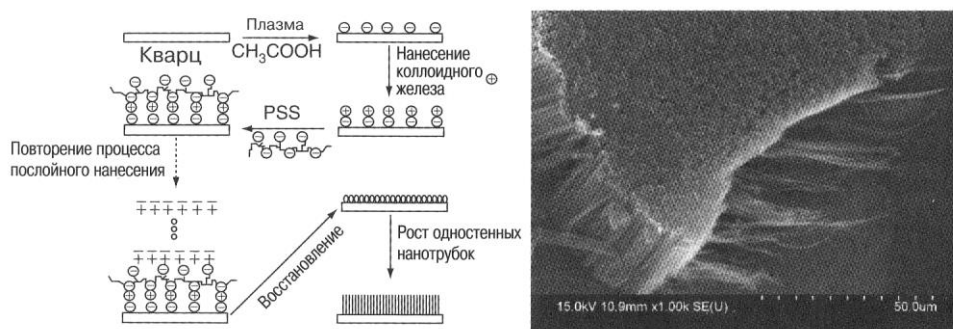 Плазма
CH₃COOH
Кварц
Нанесение
коллоидного
железа
PSS
Повторение процесса
послойного нанесения
Восстановление
Рост одностенных
нанотрубок
15.0kV 10.9mm x1.00k SE(U)
50.0um